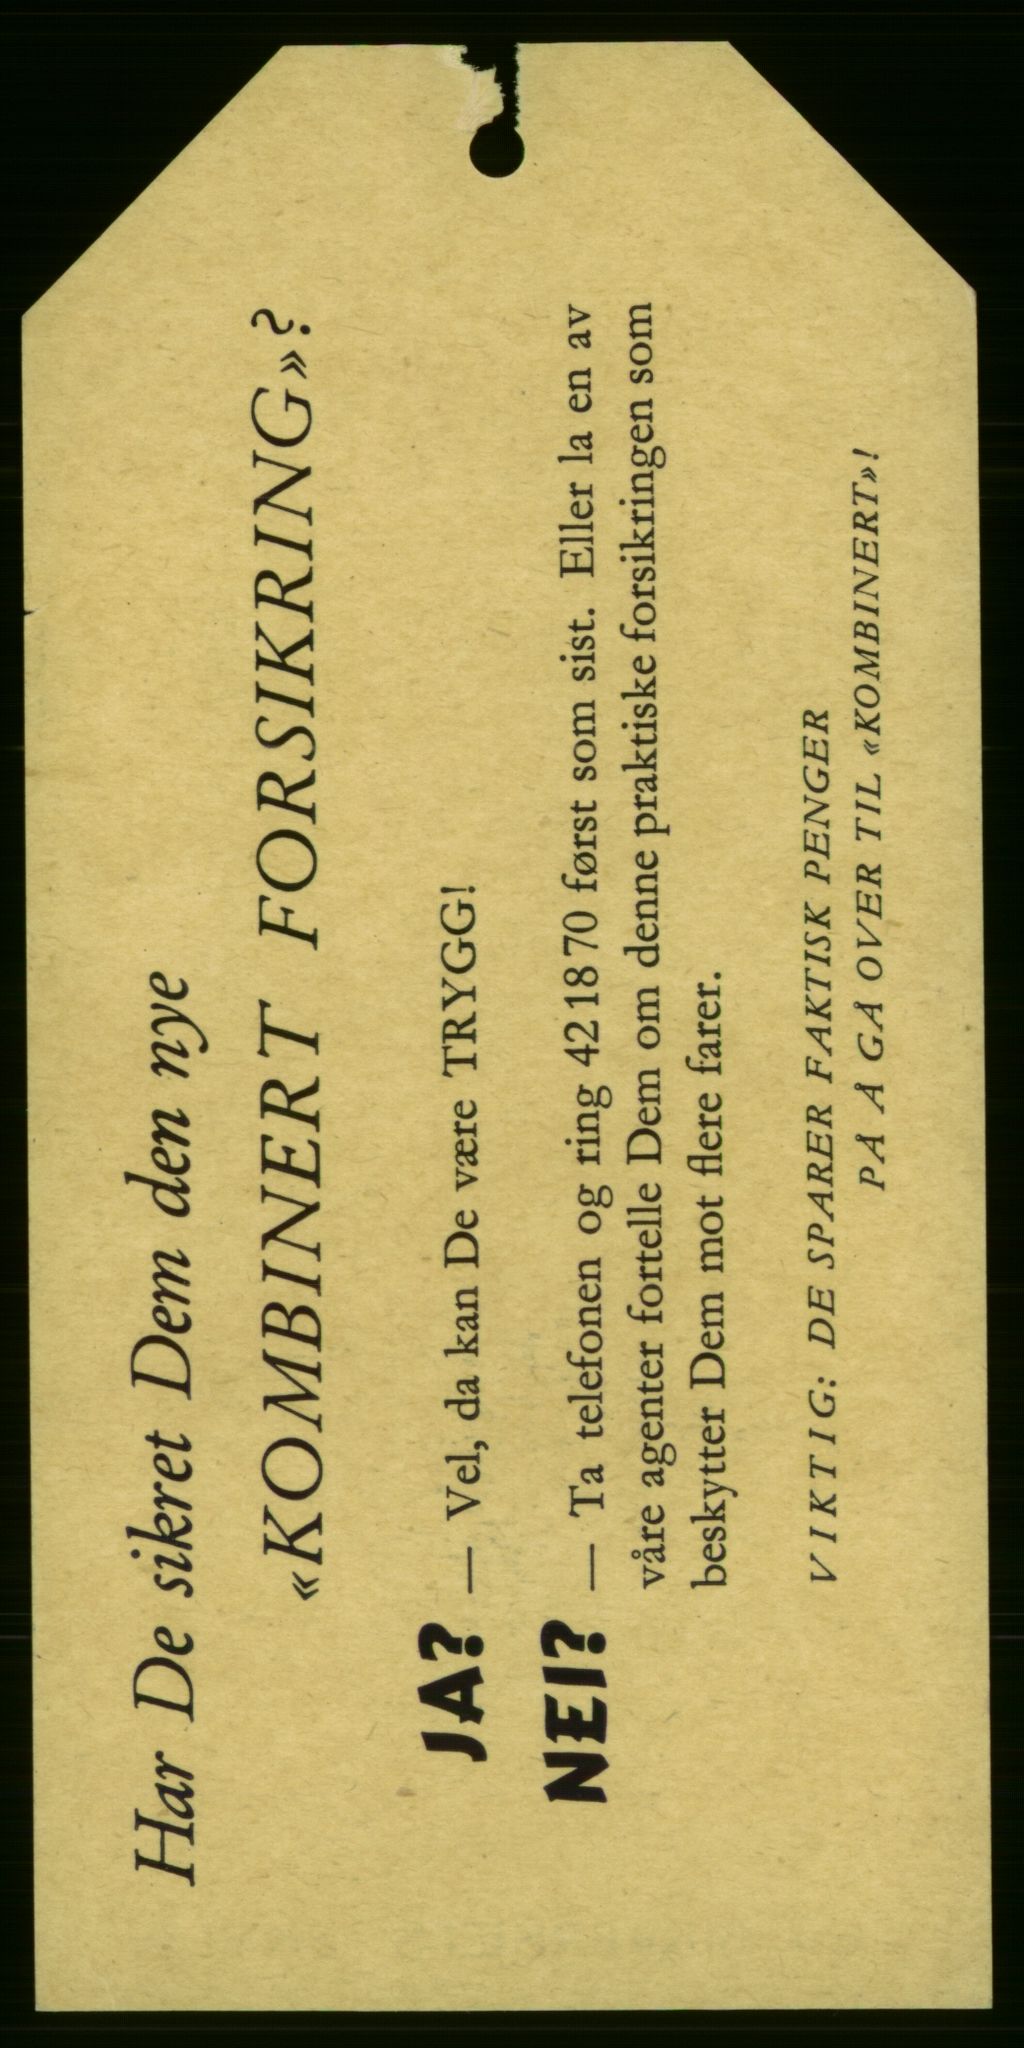 Har De sikret Dem den nye
«KOMBINERT FORSIKRING»?
JA? — Vel, da kan De være TRYGG!
NEI? — Ta telefonen og ring 42 18 70 først som sist. Eller la en av
våre agenter fortelle Dem om denne praktiske forsikringen som
beskytter Dem mot flere farer.
VIKTIG: DE SPARER FAKTISK PENGER
PÅ Å GÅ OVER TIL «KOMBINERT»!